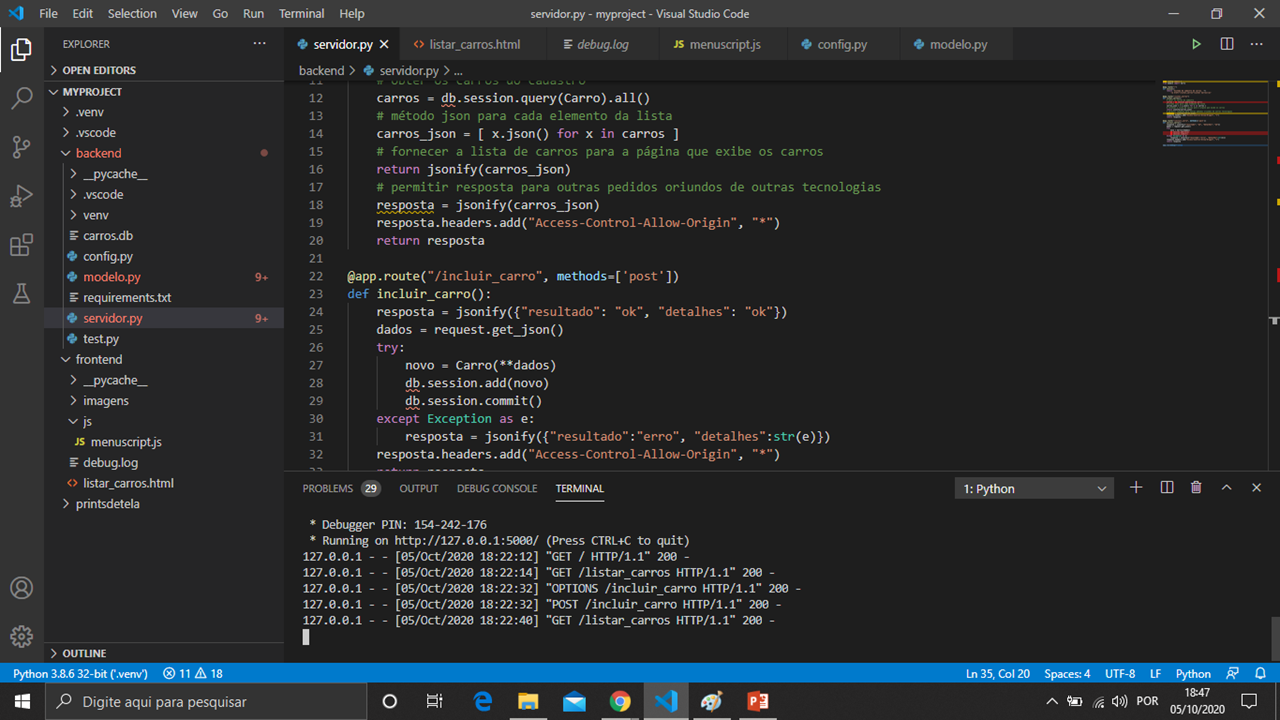 File Edit Selection View Go Run Terminal Help servidor.py - myproject - Visual Studio Code
EXPLORER
OPEN EDITORS
MYPROJECT
.venv
.vscode
backend
__pycache__
.vscode
venv
carros.db
config.py
modelo.py 9+
requirements.txt
servidor.py 9+
test.py
frontend
__pycache__
imagens
js
JS menuscript.js
debug.log
listar_carros.html
printsdetela
OUTLINE
servidor.py listar_carros.html debug.log JS menuscript.js config.py modelo.py
backend > servidor.py > ...
11 # obter os carros do cadastro
12 carros = db.session.query(Carro).all()
13 # método json para cada elemento da lista
14 carros_json = [ x.json() for x in carros ]
15 # fornecer a lista de carros para a página que exibe os carros
16 return jsonify(carros_json)
17 # permitir resposta para outras pedidos oriundos de outras tecnologias
18 resposta = jsonify(carros_json)
19 resposta.headers.add("Access-Control-Allow-Origin", "*")
20 return resposta
21
22 @app.route("/incluir_carro", methods=['post'])
23 def incluir_carro():
24 resposta = jsonify({"resultado": "ok", "detalhes": "ok"})
25 dados = request.get_json()
26 try:
27 novo = Carro(**dados)
28 db.session.add(novo)
29 db.session.commit()
30 except Exception as e:
31 resposta = jsonify({"resultado":"erro", "detalhes":str(e)})
32 resposta.headers.add("Access-Control-Allow-Origin", "*")
33 return resposta
PROBLEMS 29 OUTPUT DEBUG CONSOLE TERMINAL 1: Python
* Debugger PIN: 154-242-176
* Running on http://127.0.0.1:5000/ (Press CTRL+C to quit)
127.0.0.1 - - [05/Oct/2020 18:22:12] "GET / HTTP/1.1" 200 -
127.0.0.1 - - [05/Oct/2020 18:22:14] "GET /listar_carros HTTP/1.1" 200 -
127.0.0.1 - - [05/Oct/2020 18:22:32] "OPTIONS /incluir_carro HTTP/1.1" 200 -
127.0.0.1 - - [05/Oct/2020 18:22:32] "POST /incluir_carro HTTP/1.1" 200 -
127.0.0.1 - - [05/Oct/2020 18:22:40] "GET /listar_carros HTTP/1.1" 200 -
Python 3.8.6 32-bit ('.venv') 11 18 Ln 35, Col 20 Spaces: 4 UTF-8 LF Python
Digite aqui para pesquisar POR 18:47
05/10/2020